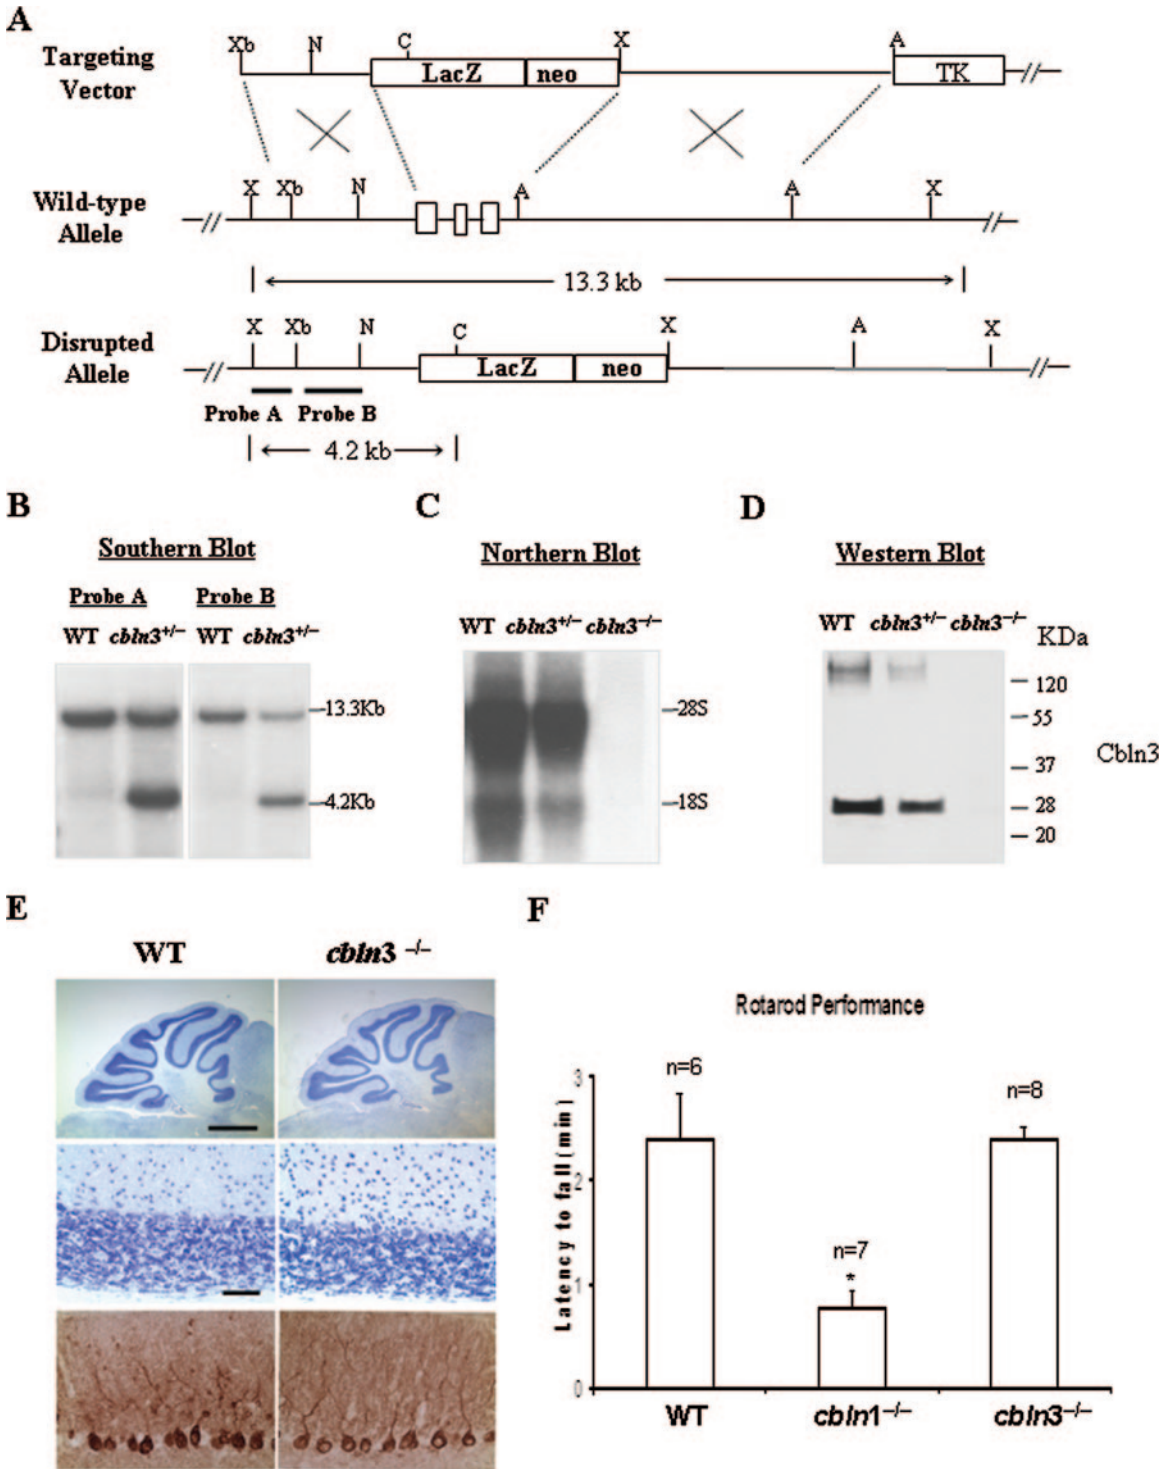 A
Xb N C X A
Targeting Vector
LacZ neo TK
X Xb N A A X
Wild-type Allele
13.3 kb
X Xb N C X A X
Disrupted Allele
LacZ neo
Probe A Probe B
4.2 kb
B
Southern Blot
Probe A Probe B
WT cbln3+/– WT cbln3+/–
13.3Kb
4.2Kb
C
Northern Blot
WT cbln3+/– cbln3–/–
28S
18S
D
Western Blot
WT cbln3+/– cbln3–/–
KDa
120
55
37
28
20
Cbln3
E
WT cbln3 –/–
F
Rotarod Performance
Latency to fall (min)
3
2
1
0
n=6
n=7
*
n=8
WT cbln1–/– cbln3–/–